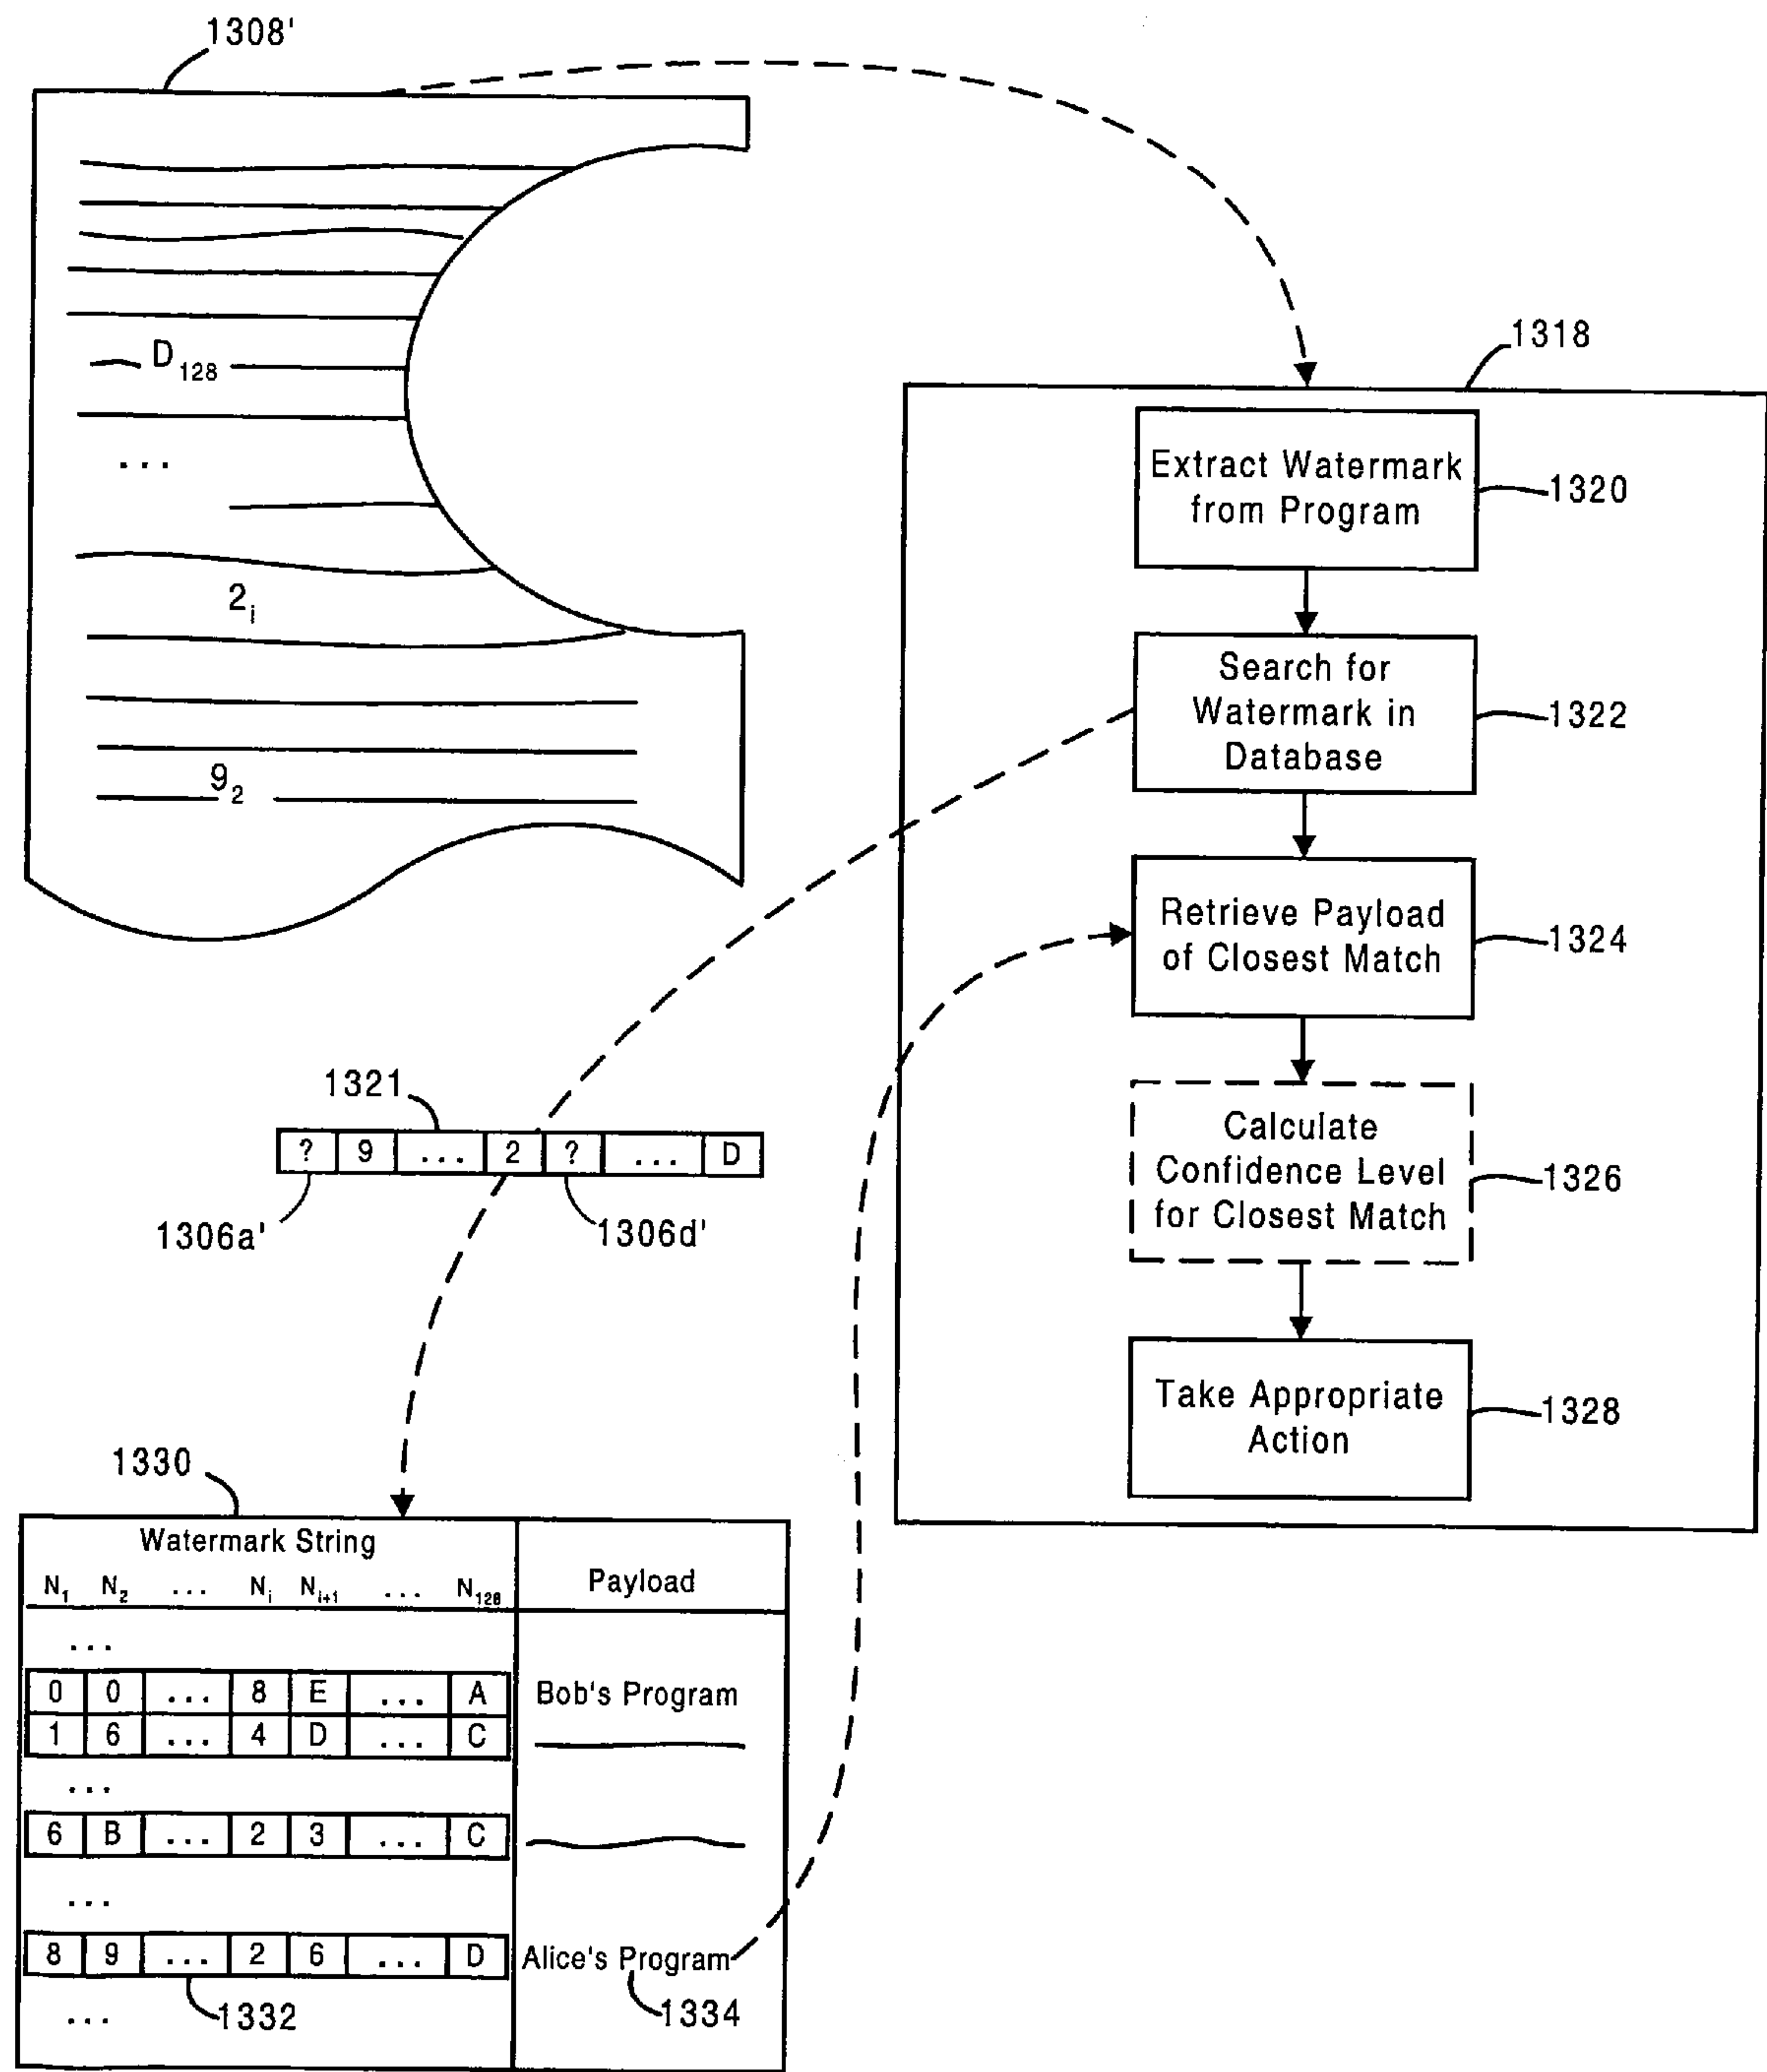 1308'
D128
...
2i
92
1318
Extract Watermark
from Program
1320
Search for
Watermark in
Database
1322
Retrieve Payload
of Closest Match
1324
Calculate
Confidence Level
for Closest Match
1326
Take Appropriate
Action
1328
1321
? 9 ... 2 ? ... D
1306a' 1306d'
1330
Watermark String
Payload
N1 N2 ... Ni Ni+1 ... N128
...
0 0 ... 8 E ... A Bob's Program
1 6 ... 4 D ... C
...
6 B ... 2 3 ... C
...
8 9 ... 2 6 ... D Alice's Program
1332 1334
...